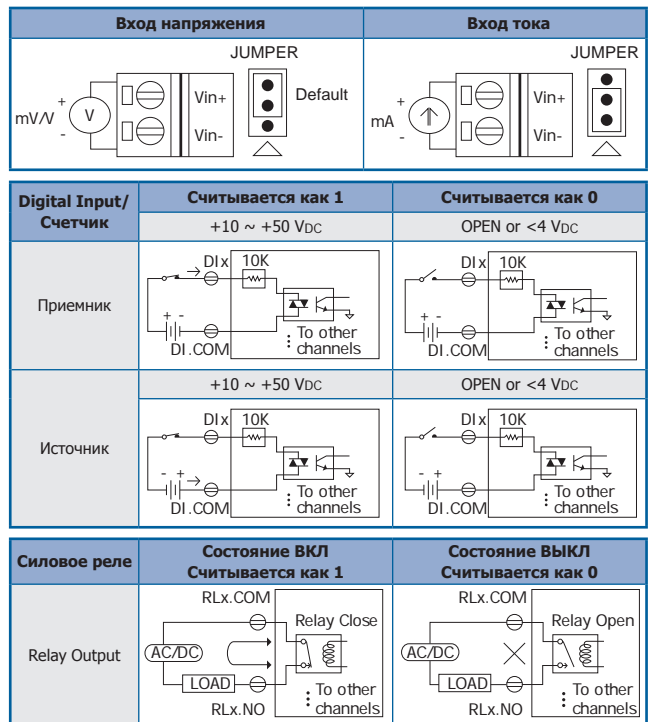 Вход напряжения
Вход тока
JUMPER
JUMPER
Default
mV/V
+
-
V
Vin+
Vin-
mA
+
-
Vin+
Vin-
Digital Input/
Счетчик
Считывается как 1
Считывается как 0
+10 ~ +50 VDC
OPEN or <4 VDC
Приемник
DIx
10K
+ -
DI.COM
To other
channels
DIx
10K
+ -
DI.COM
To other
channels
+10 ~ +50 VDC
OPEN or <4 VDC
Источник
DIx
10K
- +
DI.COM
To other
channels
DIx
10K
- +
DI.COM
To other
channels
Силовое реле
Состояние ВКЛ
Считывается как 1
Состояние ВЫКЛ
Считывается как 0
Relay Output
RLx.COM
Relay Close
AC/DC
LOAD
RLx.NO
To other
channels
RLx.COM
Relay Open
AC/DC
LOAD
RLx.NO
To other
channels